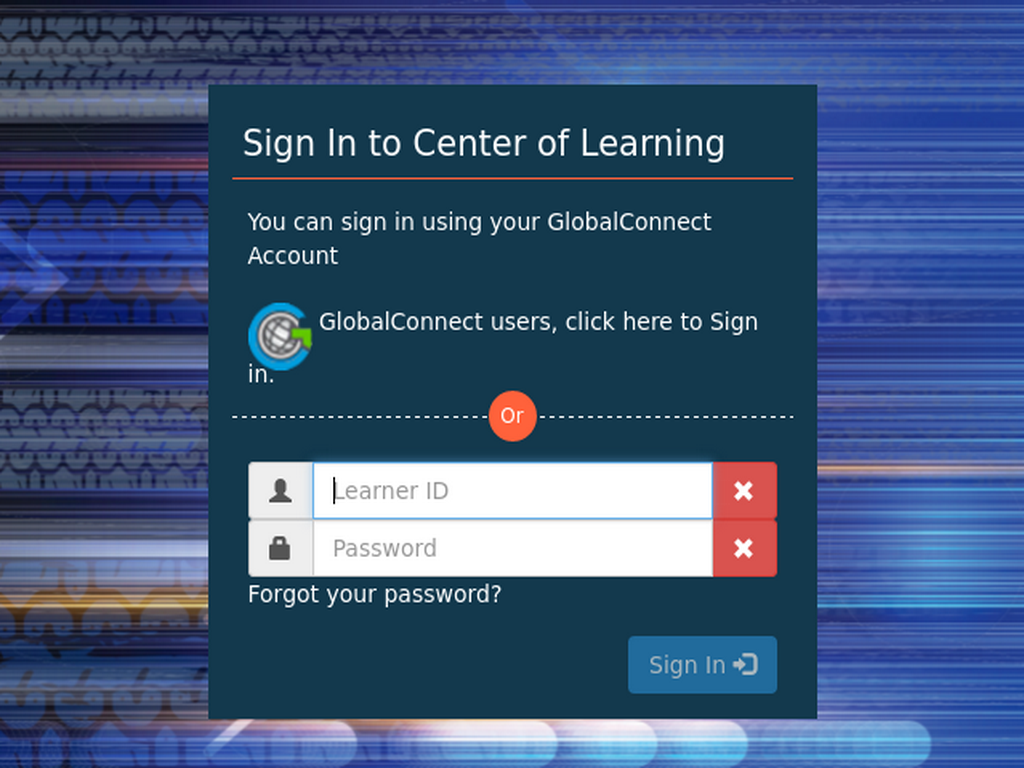 Sign In to Center of Learning
You can sign in using your GlobalConnect
Account
GlobalConnect users, click here to Sign
in.
Or
Learner ID
Password
Forgot your password?
Sign In